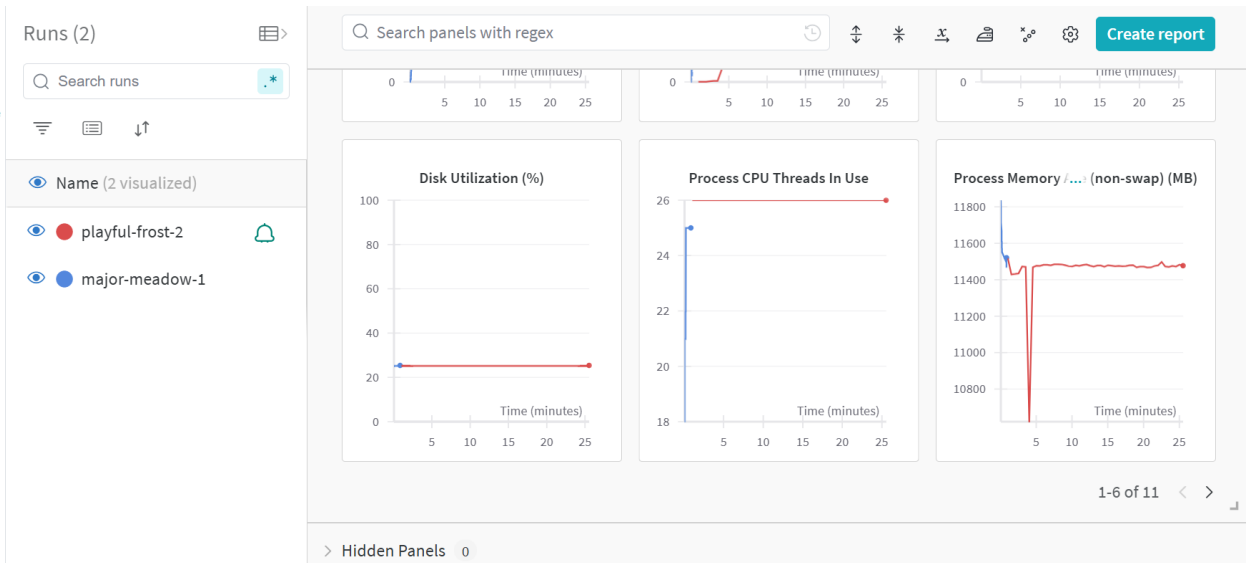 Runs (2)
Search runs
.*
Name (2 visualized)
playful-frost-2
major-meadow-1
Search panels with regex
Create report
0
Time (minutes)
5 10 15 20 25
0
Time (minutes)
5 10 15 20 25
0
Time (minutes)
5 10 15 20 25
Disk Utilization (%)
100
80
60
40
20
0
Time (minutes)
5 10 15 20 25
Process CPU Threads In Use
26
24
22
20
18
Time (minutes)
5 10 15 20 25
Process Memory ... (non-swap) (MB)
11800
11600
11400
11200
11000
10800
Time (minutes)
5 10 15 20 25
1-6 of 11
Hidden Panels 0